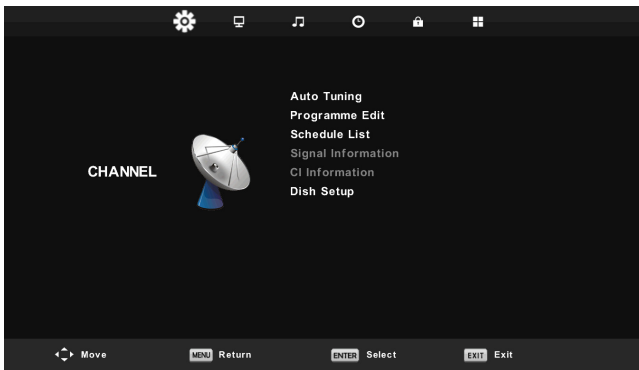 Auto Tuning
Programme Edit
Schedule List
Signal Information
CHANNEL
CI Information
Dish Setup
Move
MENU Return
ENTER Select
EXIT Exit